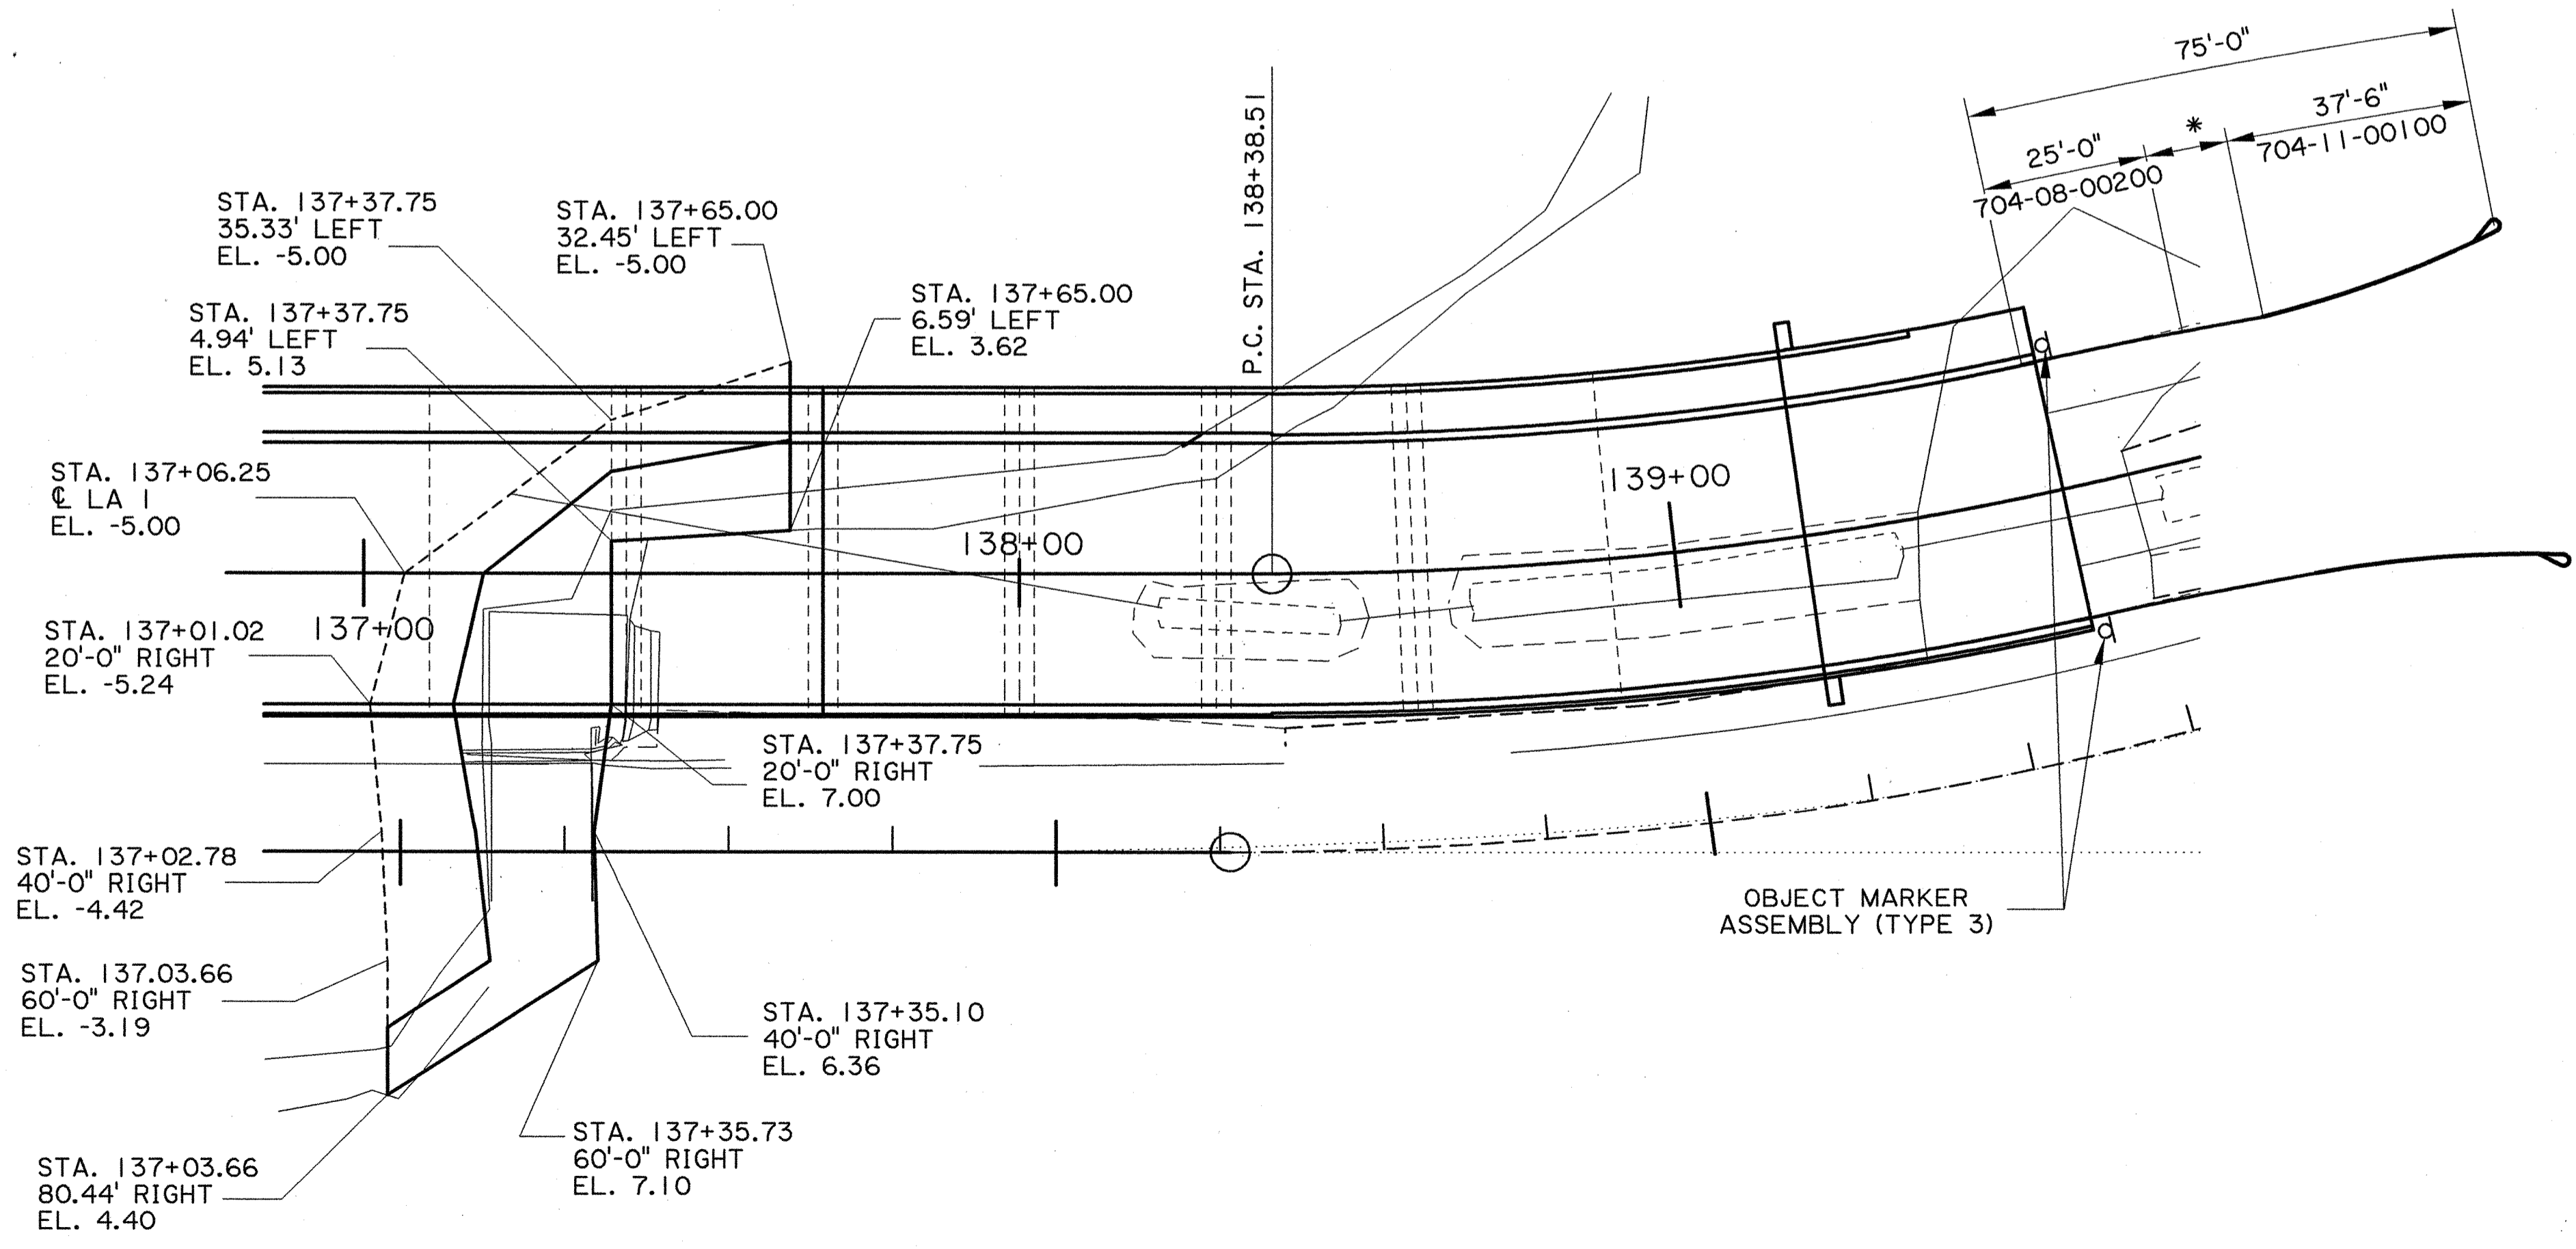 75'-0"
37'-6"
*
25'-0"
704-11-00100
704-08-00200
P.C. STA. 138+38.51
STA. 137+37.75
35.33' LEFT
EL. -5.00
STA. 137+65.00
32.45' LEFT
EL. -5.00
STA. 137+65.00
6.59' LEFT
EL. 3.62
STA. 137+37.75
4.94' LEFT
EL. 5.13
STA. 137+06.25
℄ LA 1
EL. -5.00
139+00
138+00
137+00
STA. 137+01.02
20'-0" RIGHT
EL. -5.24
STA. 137+37.75
20'-0" RIGHT
EL. 7.00
STA. 137+02.78
40'-0" RIGHT
EL. -4.42
OBJECT MARKER
ASSEMBLY (TYPE 3)
STA. 137.03.66
60'-0" RIGHT
EL. -3.19
STA. 137+35.10
40'-0" RIGHT
EL. 6.36
STA. 137+35.73
60'-0" RIGHT
EL. 7.10
STA. 137+03.66
80.44' RIGHT
EL. 4.40